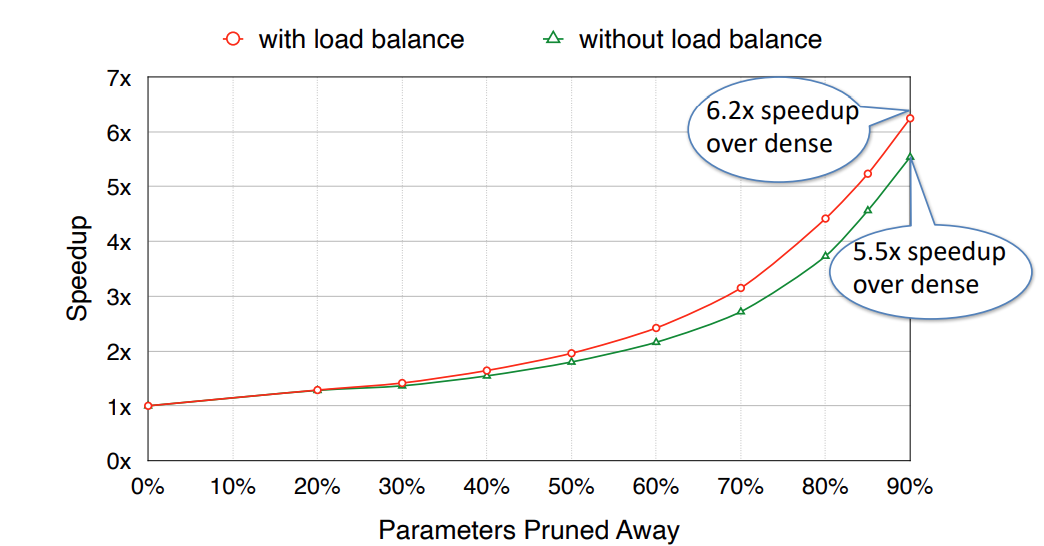 with load balance
without load balance
7x
6x
5x
4x
3x
2x
1x
0x
Speedup
6.2x speedup
over dense
5.5x speedup
over dense
0%
10%
20%
30%
40%
50%
60%
70%
80%
90%
Parameters Pruned Away